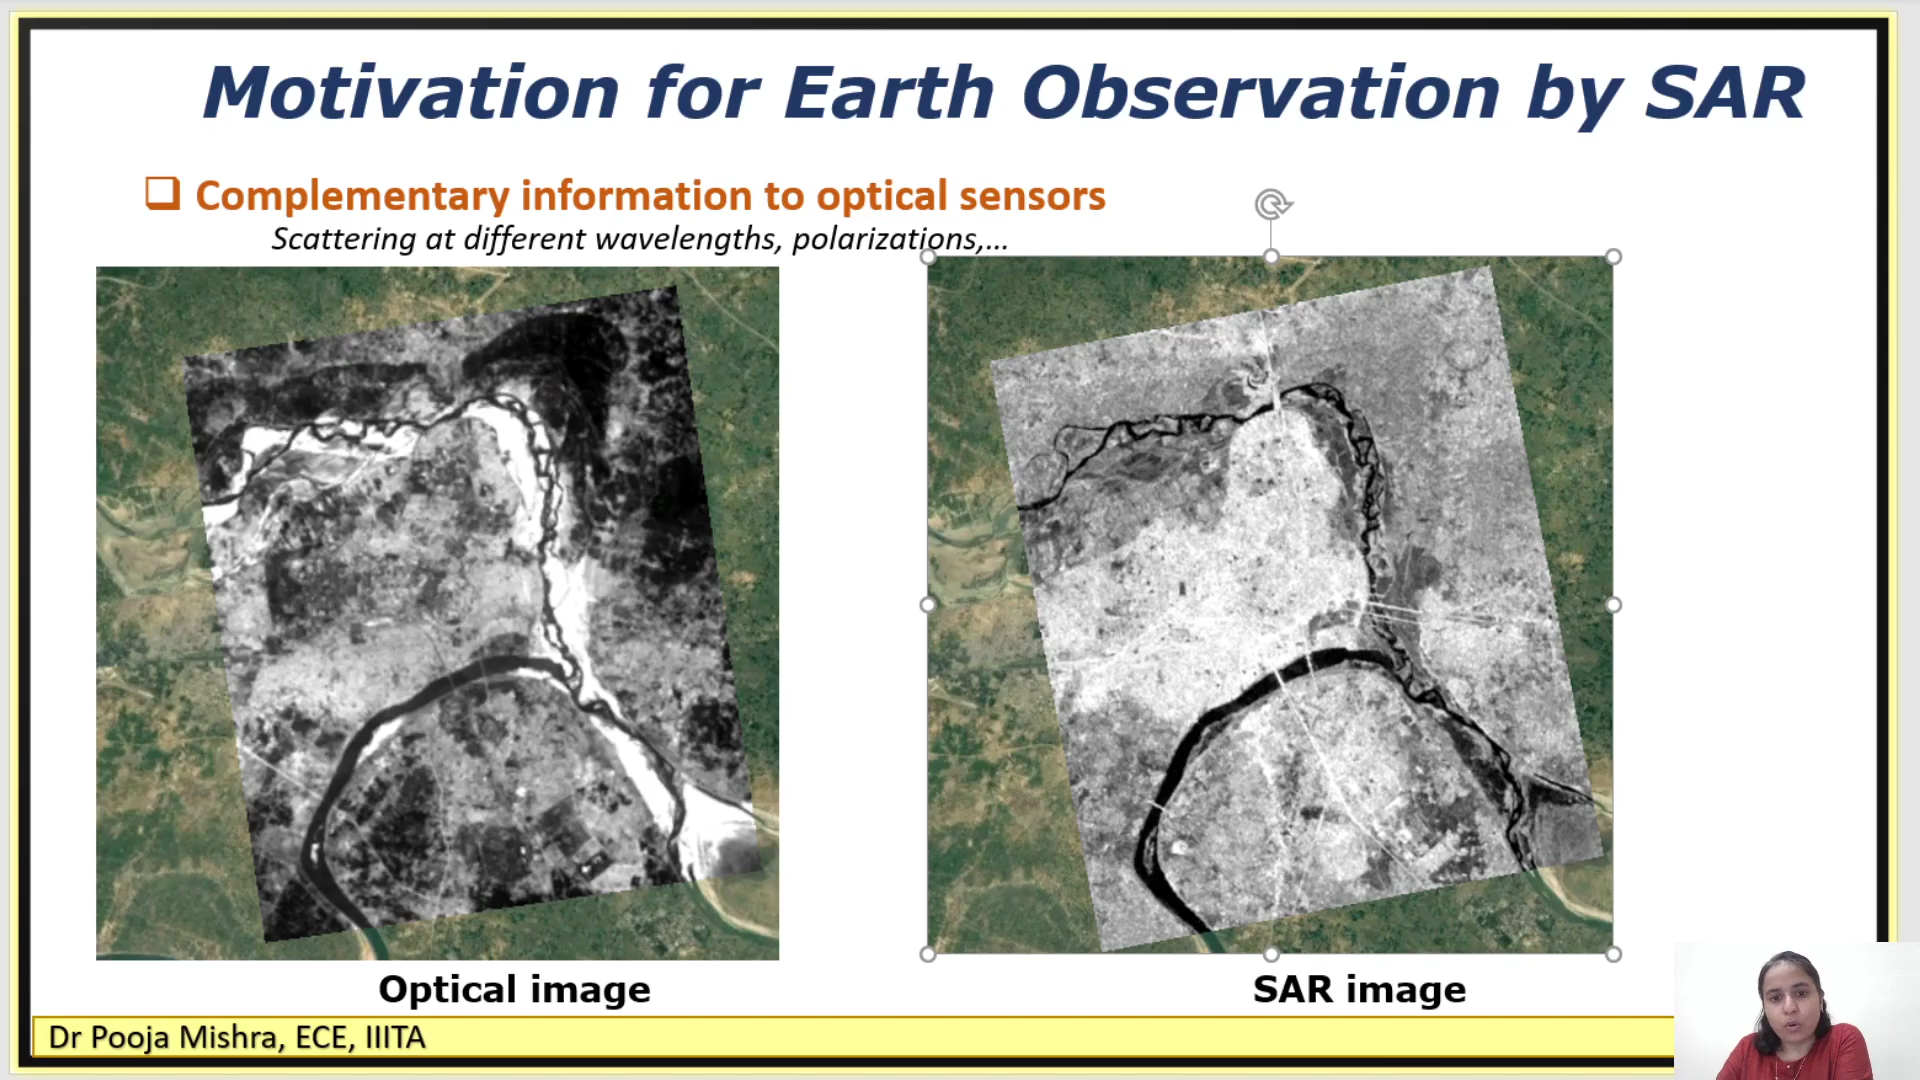 Motivation for Earth Observation by SAR
Complementary information to optical sensors
Scattering at different wavelengths, polarizations,...
Optical image
SAR image
Dr Pooja Mishra, ECE, IIITA